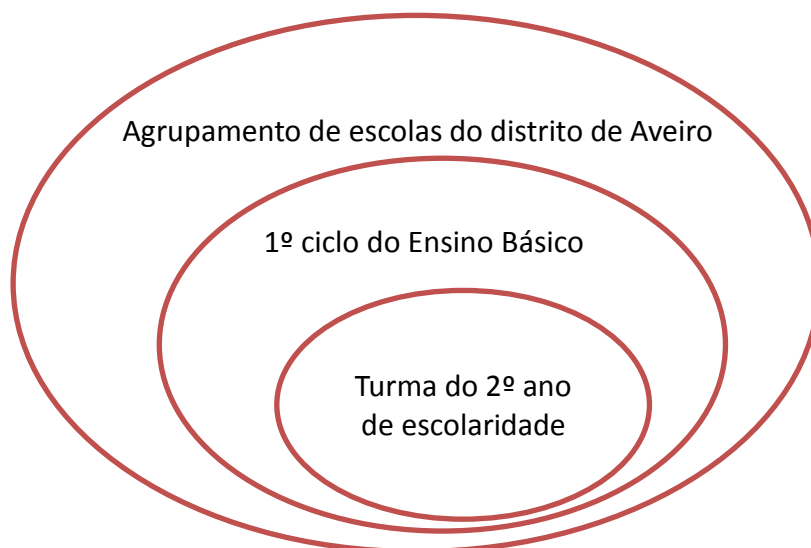 Agrupamento de escolas do distrito de Aveiro
1º ciclo do Ensino Básico
Turma do 2º ano
de escolaridade